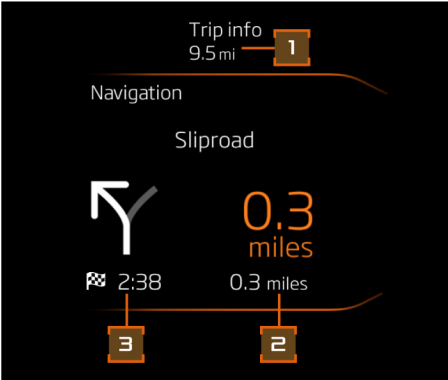 Trip info
9.5 mi
1
Navigation
Sliproad
0.3
miles
2:38
0.3 miles
3
2